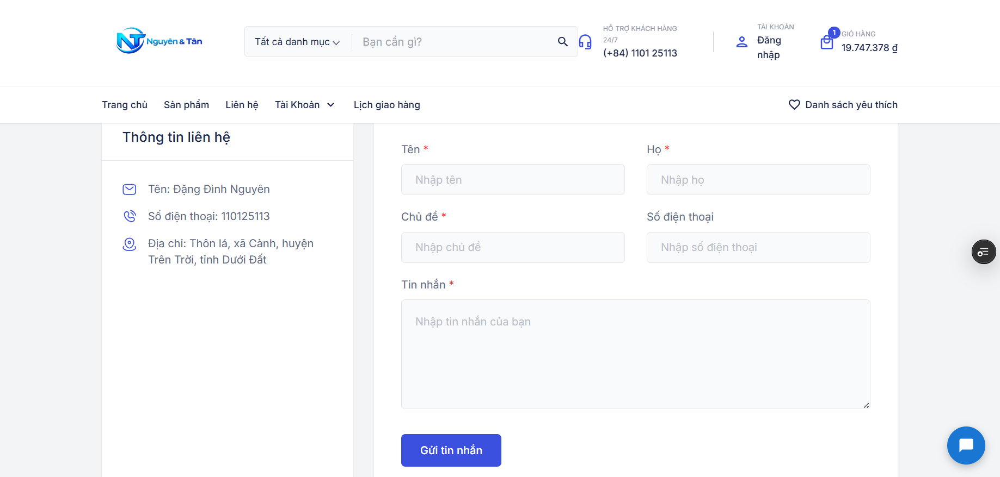 Nguyên & Tân
Tất cả danh mục
Bạn cần gì?
HỖ TRỢ KHÁCH HÀNG
24/7
(+84) 1101 25113
TÀI KHOẢN
Đăng
nhập
1
GIỎ HÀNG
19.747.378 ₫
Trang chủ
Sản phẩm
Liên hệ
Tài Khoản
Lịch giao hàng
Danh sách yêu thích
Thông tin liên hệ
Tên: Đặng Đình Nguyên
Số điện thoại: 110125113
Địa chỉ: Thôn lá, xã Cành, huyện
Trên Trời, tỉnh Dưới Đất
Tên *
Họ *
Nhập tên
Nhập họ
Chủ đề *
Số điện thoại
Nhập chủ đề
Nhập số điện thoại
Tin nhắn *
Nhập tin nhắn của bạn
Gửi tin nhắn